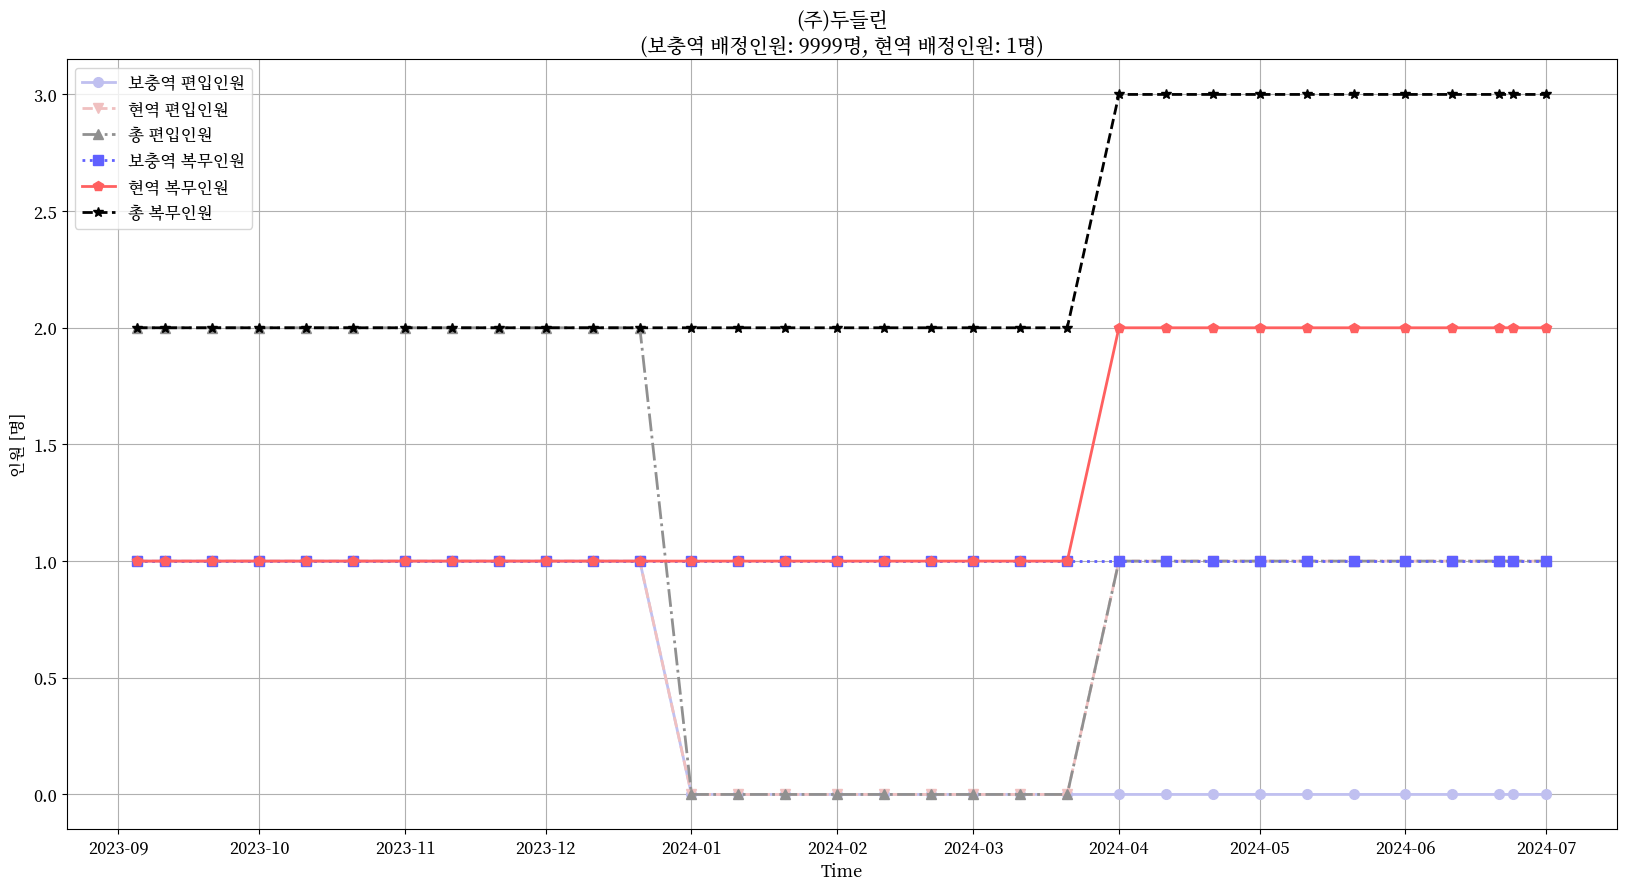 (주)두들린
(보충역 배정인원: 9999명, 현역 배정인원: 1명)
보충역 편입인원
현역 편입인원
총 편입인원
보충역 복무인원
현역 복무인원
총 복무인원
인원 [명]
3.0
2.5
2.0
1.5
1.0
0.5
0.0
2023-09 2023-10 2023-11 2023-12 2024-01 2024-02 2024-03 2024-04 2024-05 2024-06 2024-07
Time